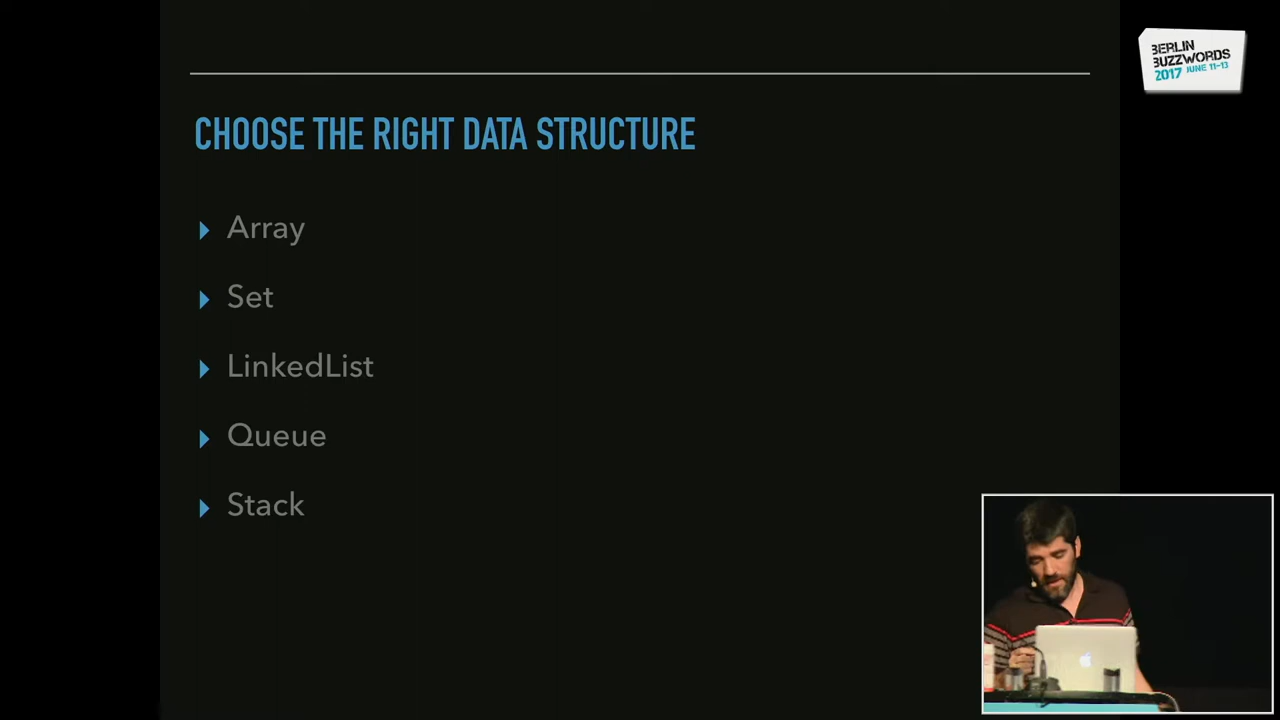 BERLIN
BUZZWORDS
2017 JUNE 11-13
CHOOSE THE RIGHT DATA STRUCTURE
Array
Set
LinkedList
Queue
Stack